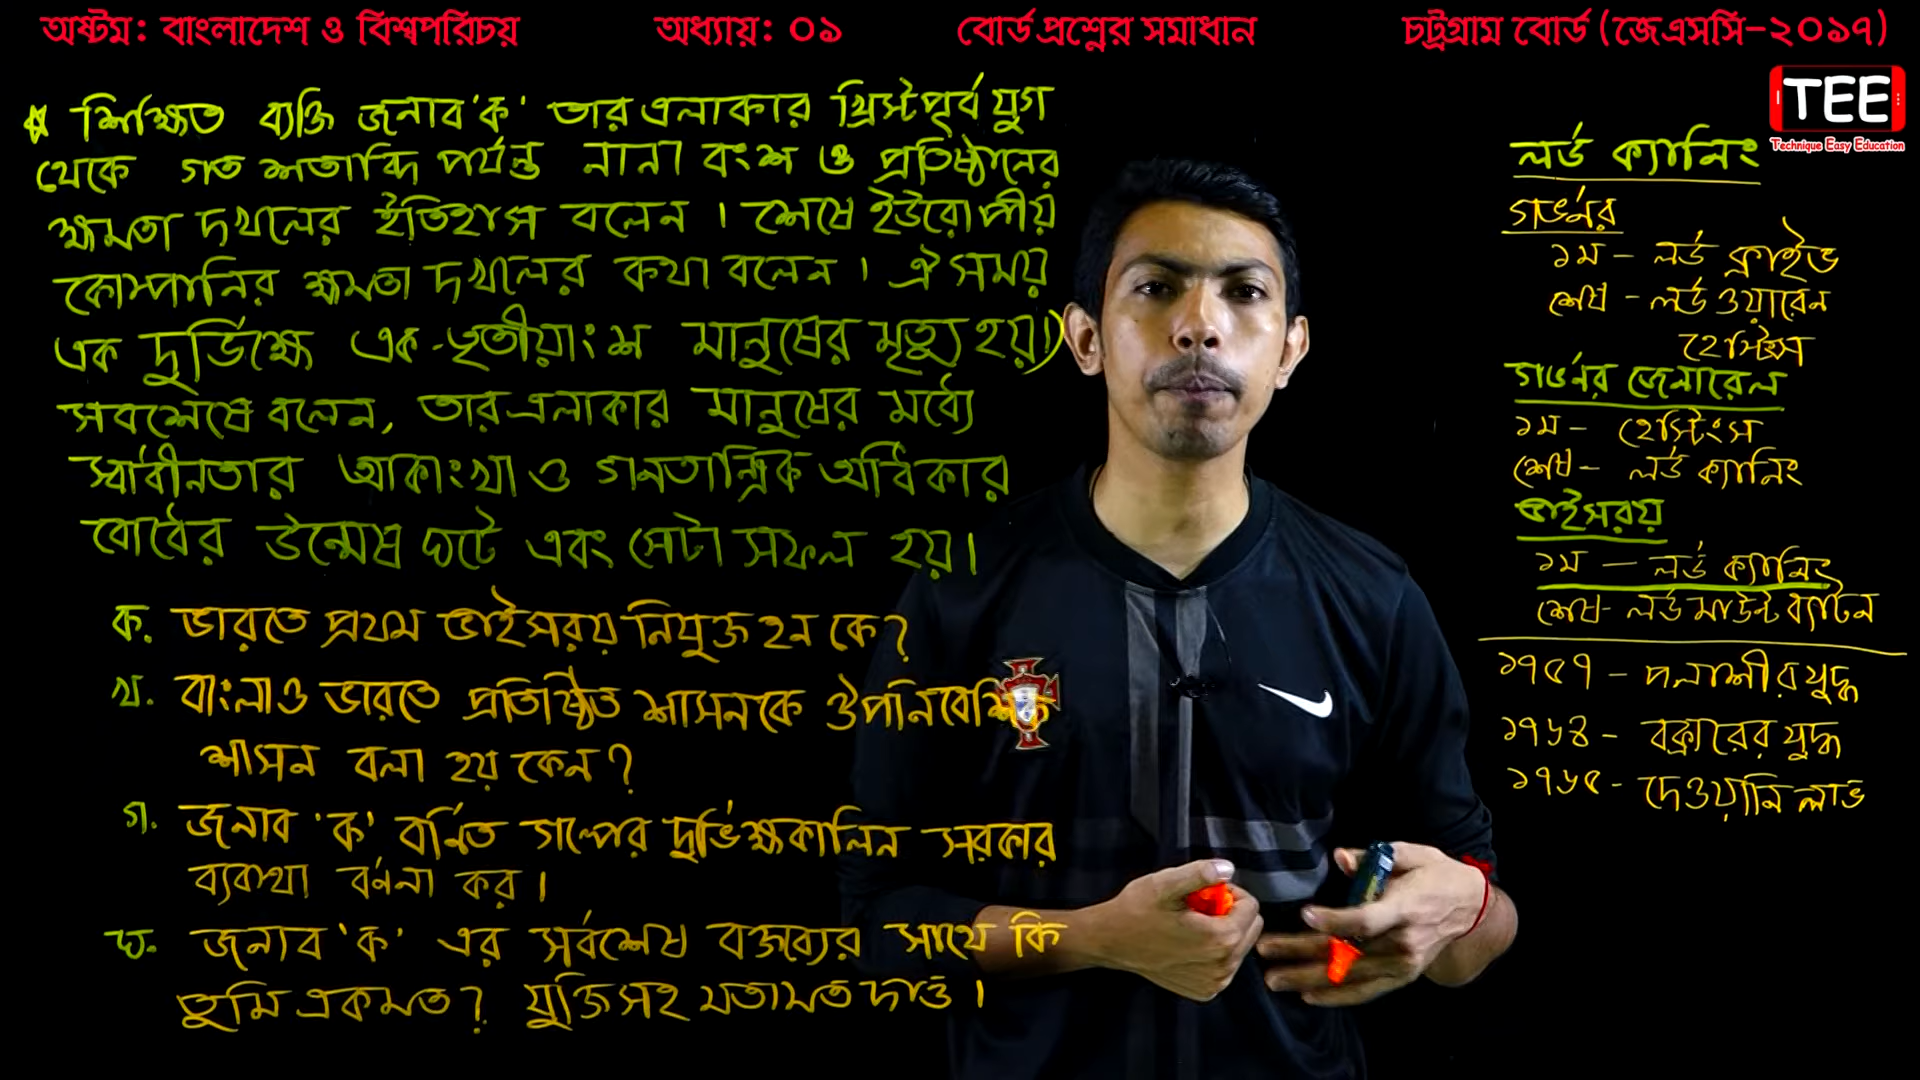 অষ্টম: বাংলাদেশ ও বিশ্বপরিচয় অধ্যায়: ০১ বোর্ড প্রশ্নের সমাধান চট্রগ্রাম বোর্ড (জেএসসি-২০১৭)
TEE
Technique Easy Education
শিক্ষিত ব্যক্তি জনাব 'ক' তার এলাকার খ্রিস্টপূর্ব যুগ
থেকে গত শতাব্দি পর্যন্ত নানা বংশ ও প্রতিষ্ঠানের
ক্ষমতা দখলের ইতিহাস বলেন। শেষে ইউরোপীয়
কোম্পানির ক্ষমতা দখলের কথা বলেন। ঐ সময়
এক দুর্ভিক্ষে এক-তৃতীয়াংশ মানুষের মৃত্যু হয়।
সবশেষে বলেন, তার এলাকার মানুষের মধ্যে
স্বাধীনতার আকাংখা ও গনতান্ত্রিক অধিকার
বোধের উন্মেষ ঘটে এবং সেটা সফল হয়।
ক. ভারতে প্রথম ভাইসরয় নিযুক্ত হন কে?
খ. বাংলা ও ভারতে প্রতিষ্ঠিত শাসনকে ঔপনিবেশিক
শাসন বলা হয় কেন?
গ. জনাব 'ক' বর্নিত গল্পের দুর্ভিক্ষকালিন সরকার
ব্যবস্থা বর্ননা কর।
ঘ. জনাব 'ক' এর সর্বশেষ বক্তব্যের সাথে কি
তুমি একমত? যুক্তিসহ মতামত দাও।
লর্ড ক্যানিং
গভর্নর
১ম - লর্ড ক্লাইভ
শেষ - লর্ড ওয়ারেন
হেস্টিংস
গভর্নর জেনারেল
১ম - হেস্টিংস
শেষ - লর্ড ক্যানিং
ভাইসরয়
১ম - লর্ড ক্যানিং
শেষ - লর্ড মাউন্ট ব্যাটেন
১৭৫৭ - পলাশীর যুদ্ধ
১৭৬৪ - বক্সারের যুদ্ধ
১৭৬৫ - দেওয়ানি লাভ